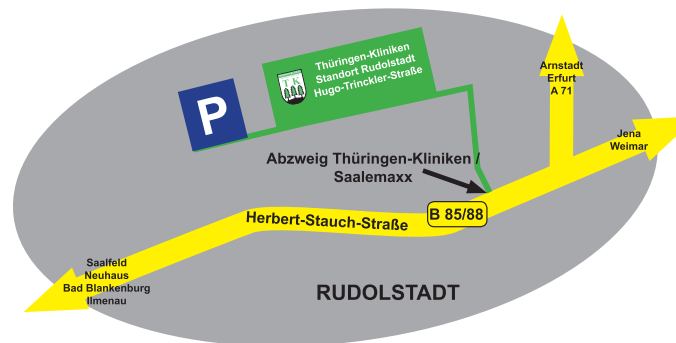 Thüringen-Kliniken
Standort Rudolstadt
Hugo-Trinckler-Straße
TK
P
Arnstadt
Erfurt
A 71
Jena
Weimar
Abzweig Thüringen-Kliniken /
Saalemaxx
B 85/88
Herbert-Stauch-Straße
Saalfeld
Neuhaus
Bad Blankenburg
Ilmenau
RUDOLSTADT